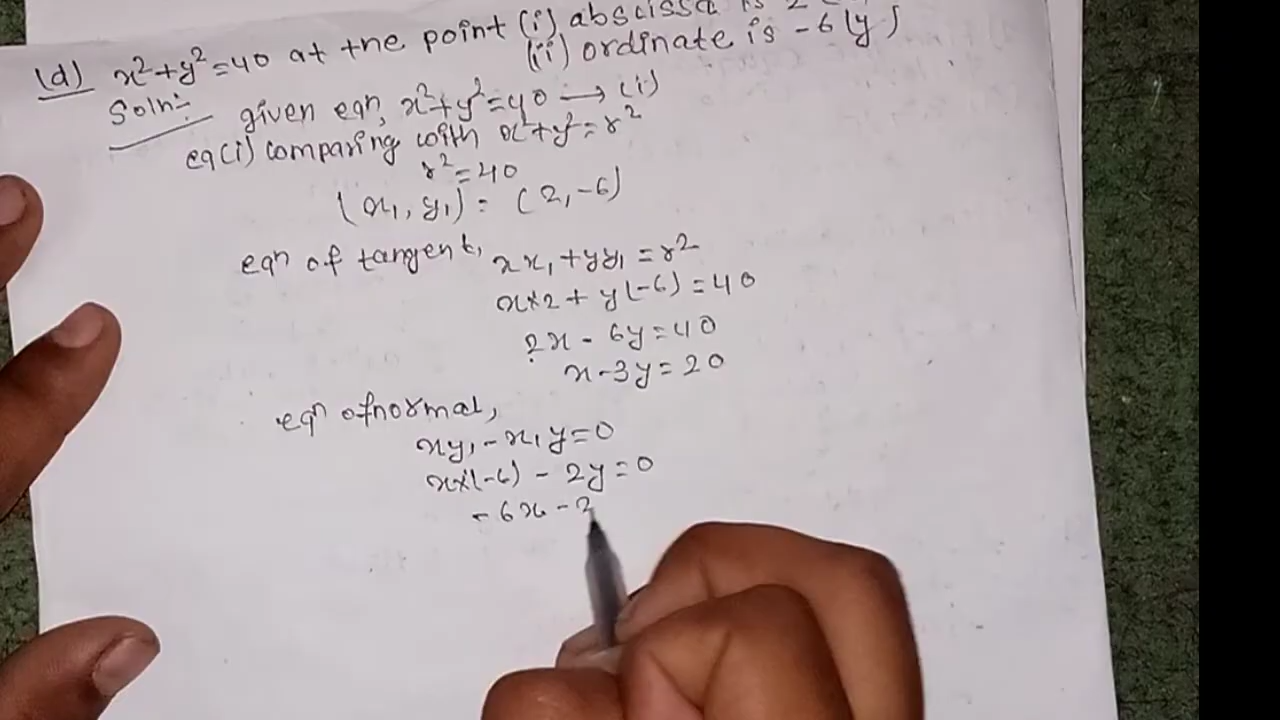 (d) x²+y²=40 at the point (i) abscissa is 2
(ii) ordinate is -6 (y)
Soln:-
given eqn, x²+y²=40 → (i)
eq(i) comparing with x²+y²=r²
r²=40
(x₁, y₁) = (2, -6)
eqn of tangent, xx₁+yy₁=r²
x×2 + y(-6) = 40
2x - 6y=40
x-3y=20
eqn of normal,
xy₁-x₁y=0
x×(-6) - 2y=0
-6x-2